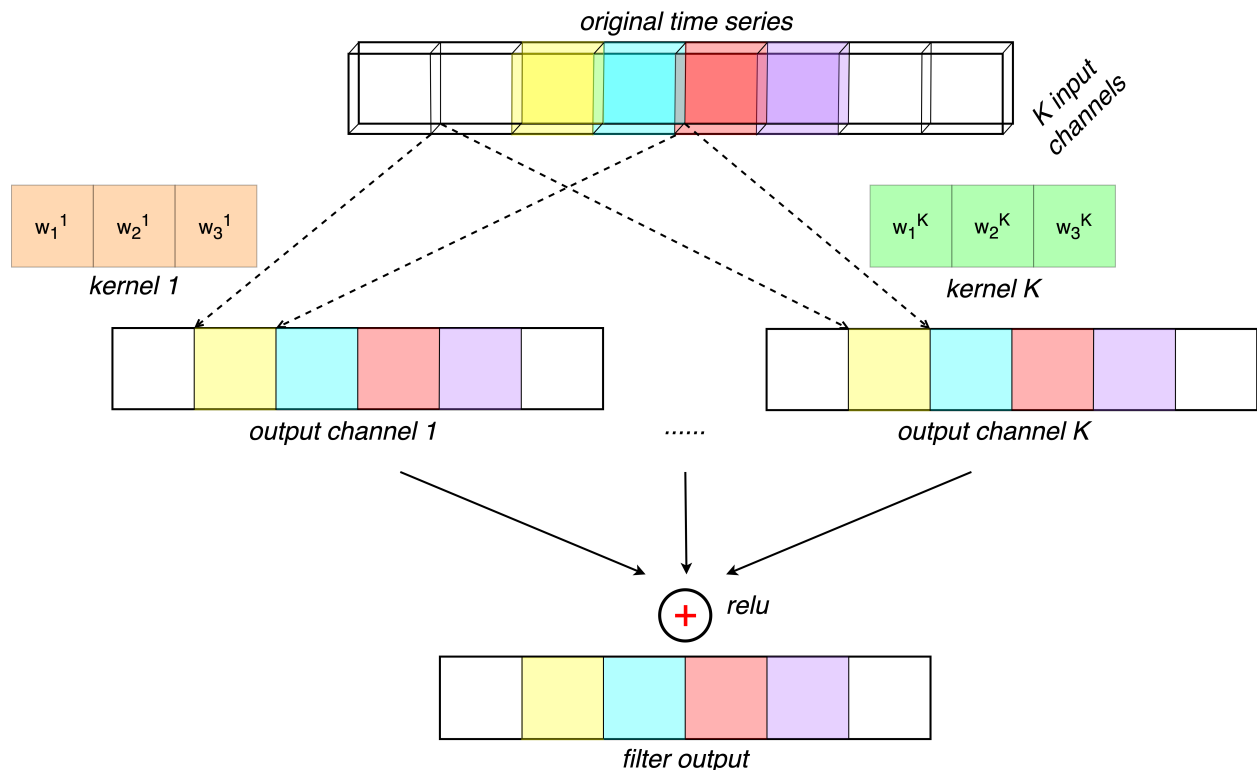 original time series
K input
channels
w₁¹ w₂¹ w₃¹
kernel 1
w₁ᴷ w₂ᴷ w₃ᴷ
kernel K
output channel 1
......
output channel K
+
relu
filter output